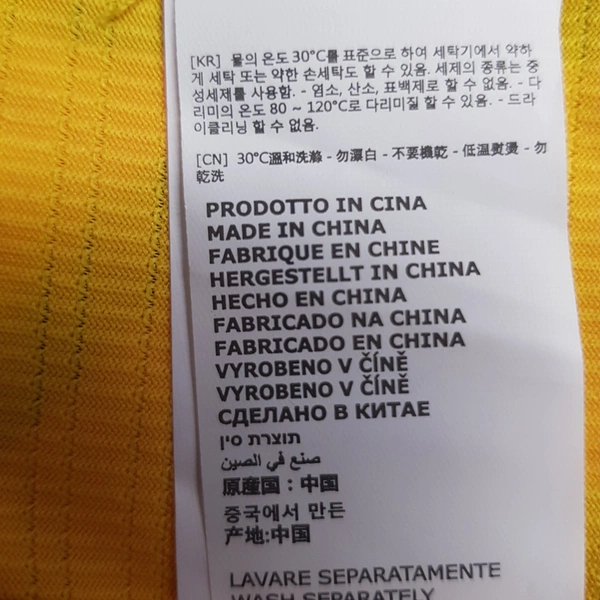 [KR] 물의 온도 30°C를 표준으로 하여 세탁기에서 약하
게 세탁 또는 약한 손세탁도 할 수 있음. 세제의 종류는 중
성세제를 사용함. - 염소, 산소, 표백제로 할 수 없음. - 다
리미의 온도 80 ~ 120°C로 다리미질 할 수 있음. - 드라
이클리닝 할 수 없음.
[CN] 30°C溫和洗滌 - 勿漂白 - 不要機乾 - 低溫熨燙 - 勿
乾洗
PRODOTTO IN CINA
MADE IN CHINA
FABRIQUE EN CHINE
HERGESTELLT IN CHINA
HECHO EN CHINA
FABRICADO NA CHINA
FABRICADO EN CHINA
VYROBENO V ČÍNĚ
VYROBENO V ČÍNĚ
СДЕЛАНО В КИТАЕ
תוצרת סין
صنع في الصين
原産国：中国
중국에서 만든
产地:中国
LAVARE SEPARATAMENTE
WASH SEPARATELY